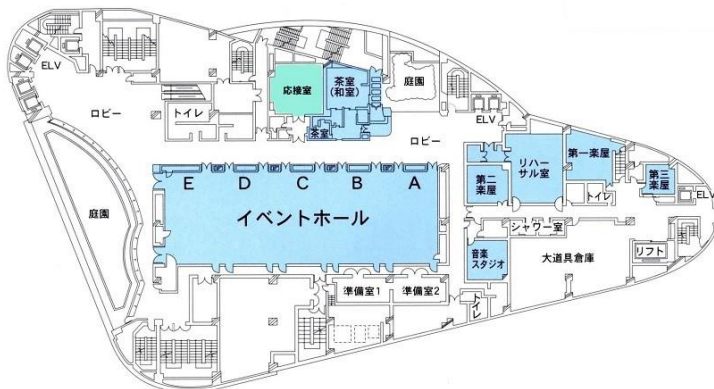 ELV
ロビー
トイレ
応接室
茶室
(和室)
茶室
庭園
ロビー
ELV
庭園
E
D
C
B
A
イベントホール
第二
楽屋
リハー
サル室
第一楽屋
トイレ
第三
楽屋
ELV
シャワー室
音楽
スタジオ
大道具倉庫
リフト
準備室1
準備室2
トイレ